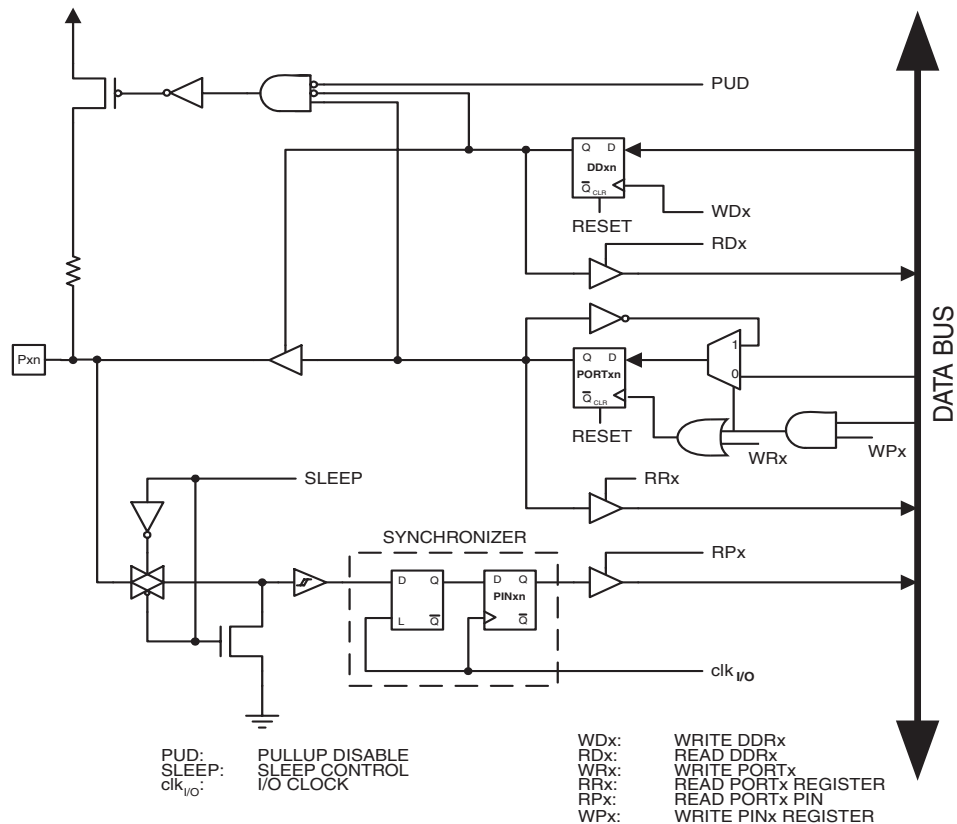 PUD
Q D
DDxn
Q CLR
WDx
RESET
RDx
Pxn
1
Q D
PORTxn
0
Q CLR
RESET
WRx
WPx
DATA BUS
SLEEP
RRx
SYNCHRONIZER
RPx
D Q
D Q
PINxn
L Q
Q
clk I/O
PUD: PULLUP DISABLE
SLEEP: SLEEP CONTROL
clkI/O: I/O CLOCK
WDx: WRITE DDRx
RDx: READ DDRx
WRx: WRITE PORTx
RRx: READ PORTx REGISTER
RPx: READ PORTx PIN
WPx: WRITE PINx REGISTER